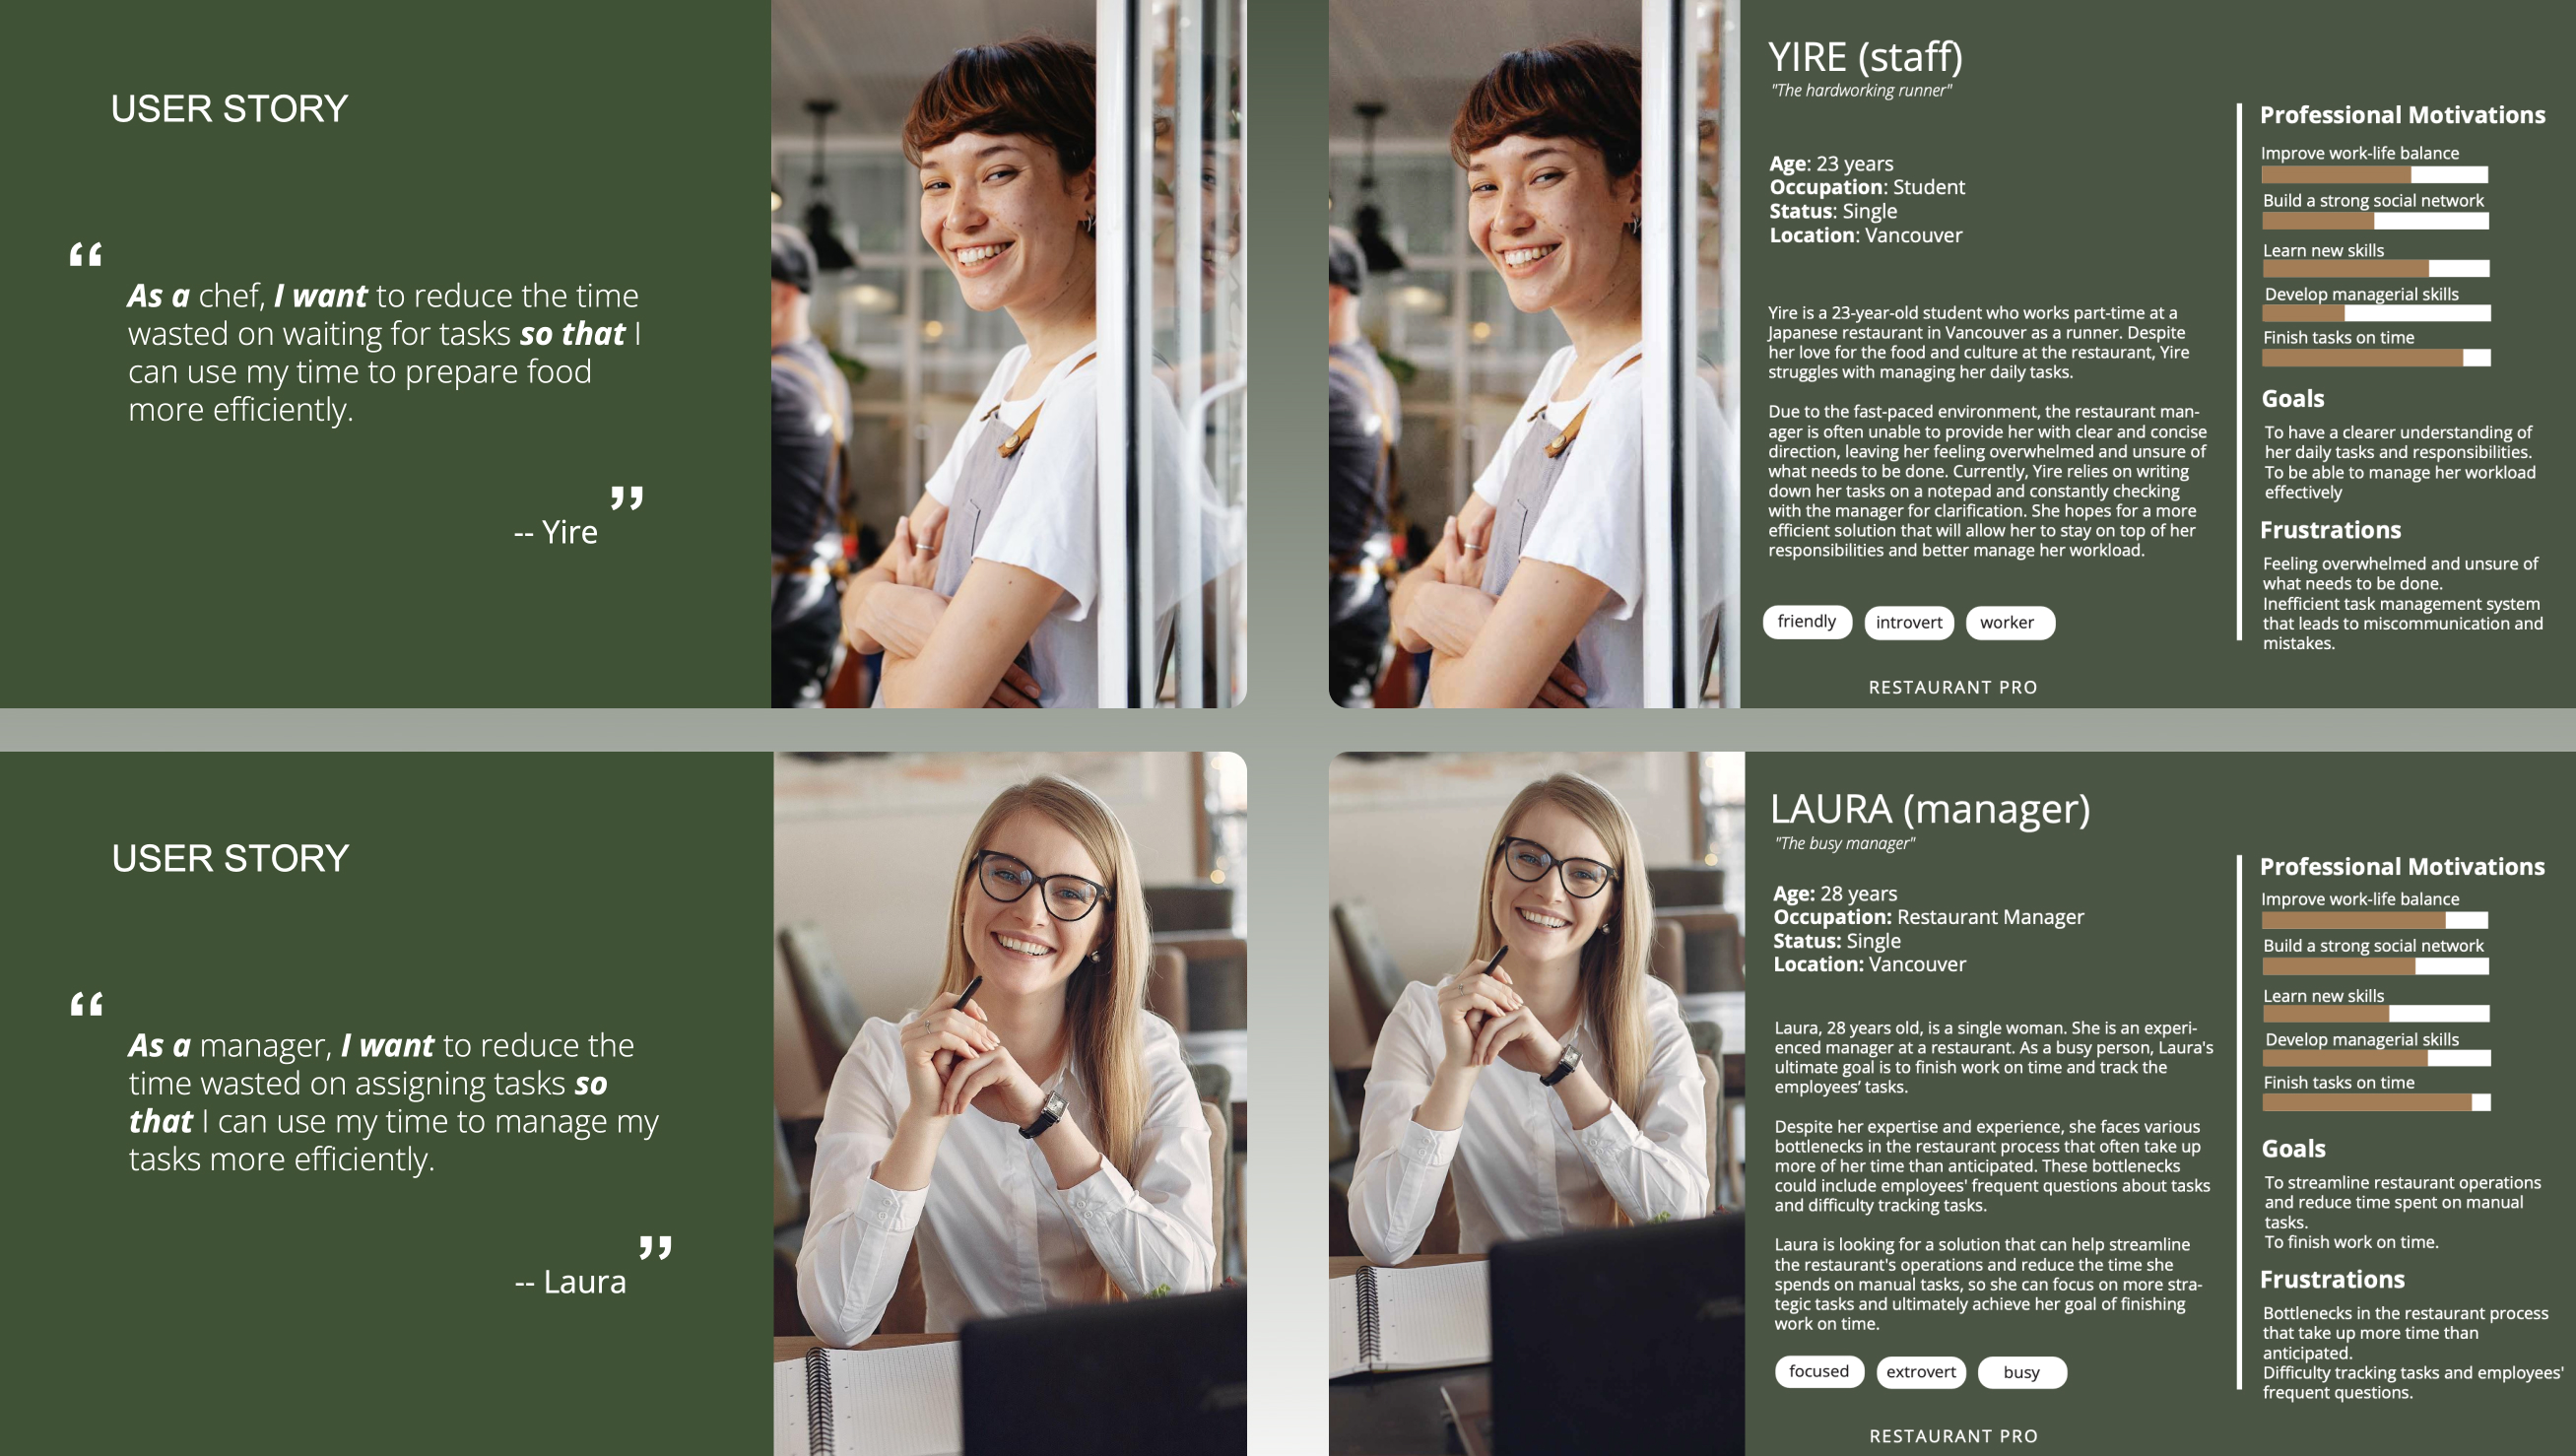 USER STORY
“
As a chef, I want to reduce the time
wasted on waiting for tasks so that I
can use my time to prepare food
more efficiently.
”
-- Yire
YIRE (staff)
"The hardworking runner"
Age: 23 years
Occupation: Student
Status: Single
Location: Vancouver
Yire is a 23-year-old student who works part-time at a
Japanese restaurant in Vancouver as a runner. Despite
her love for the food and culture at the restaurant, Yire
struggles with managing her daily tasks.
Due to the fast-paced environment, the restaurant man-
ager is often unable to provide her with clear and concise
direction, leaving her feeling overwhelmed and unsure of
what needs to be done. Currently, Yire relies on writing
down her tasks on a notepad and constantly checking
with the manager for clarification. She hopes for a more
efficient solution that will allow her to stay on top of her
responsibilities and better manage her workload.
friendly
introvert
worker
RESTAURANT PRO
Professional Motivations
Improve work-life balance
Build a strong social network
Learn new skills
Develop managerial skills
Finish tasks on time
Goals
To have a clearer understanding of
her daily tasks and responsibilities.
To be able to manage her workload
effectively
Frustrations
Feeling overwhelmed and unsure of
what needs to be done.
Inefficient task management system
that leads to miscommunication and
mistakes.
USER STORY
“
As a manager, I want to reduce the
time wasted on assigning tasks so
that I can use my time to manage my
tasks more efficiently.
”
-- Laura
LAURA (manager)
"The busy manager"
Age: 28 years
Occupation: Restaurant Manager
Status: Single
Location: Vancouver
Laura, 28 years old, is a single woman. She is an experi-
enced manager at a restaurant. As a busy person, Laura's
ultimate goal is to finish work on time and track the
employees’ tasks.
Despite her expertise and experience, she faces various
bottlenecks in the restaurant process that often take up
more of her time than anticipated. These bottlenecks
could include employees' frequent questions about tasks
and difficulty tracking tasks.
Laura is looking for a solution that can help streamline
the restaurant's operations and reduce the time she
spends on manual tasks, so she can focus on more stra-
tegic tasks and ultimately achieve her goal of finishing
work on time.
focused
extrovert
busy
RESTAURANT PRO
Professional Motivations
Improve work-life balance
Build a strong social network
Learn new skills
Develop managerial skills
Finish tasks on time
Goals
To streamline restaurant operations
and reduce time spent on manual
tasks.
To finish work on time.
Frustrations
Bottlenecks in the restaurant process
that take up more time than
anticipated.
Difficulty tracking tasks and employees'
frequent questions.